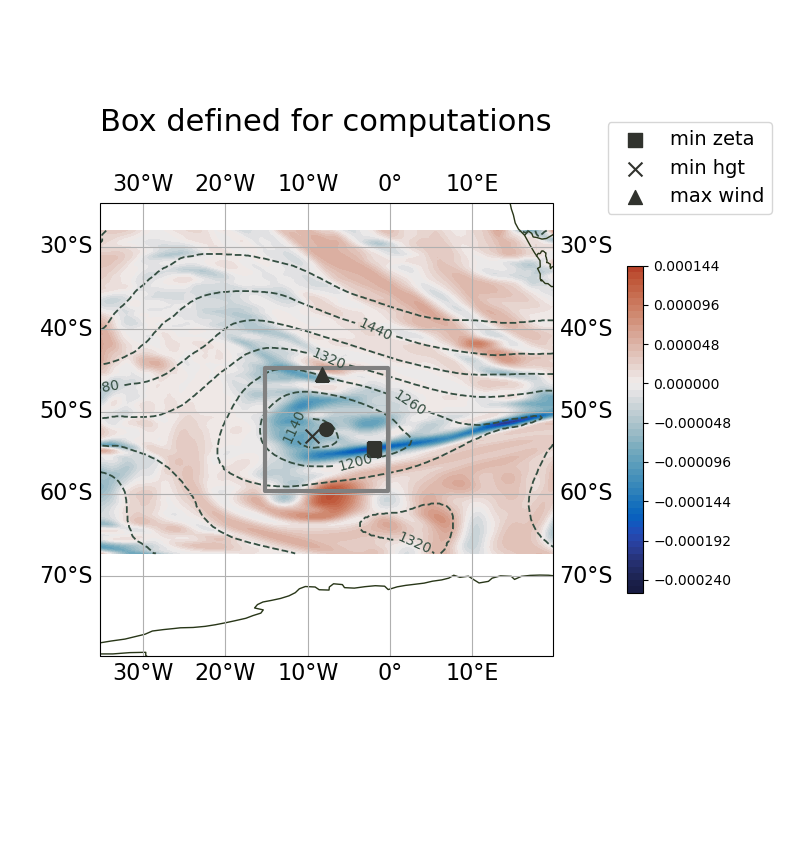 Box defined for computations
min zeta
min hgt
max wind
30°W 20°W 10°W 0° 10°E
30°S 30°S
40°S 40°S
50°S 50°S
60°S 60°S
70°S 70°S
1440
1320
80
1260
1140
1200
1320
30°W 20°W 10°W 0° 10°E
0.000144
0.000096
0.000048
0.000000
−0.000048
−0.000096
−0.000144
−0.000192
−0.000240